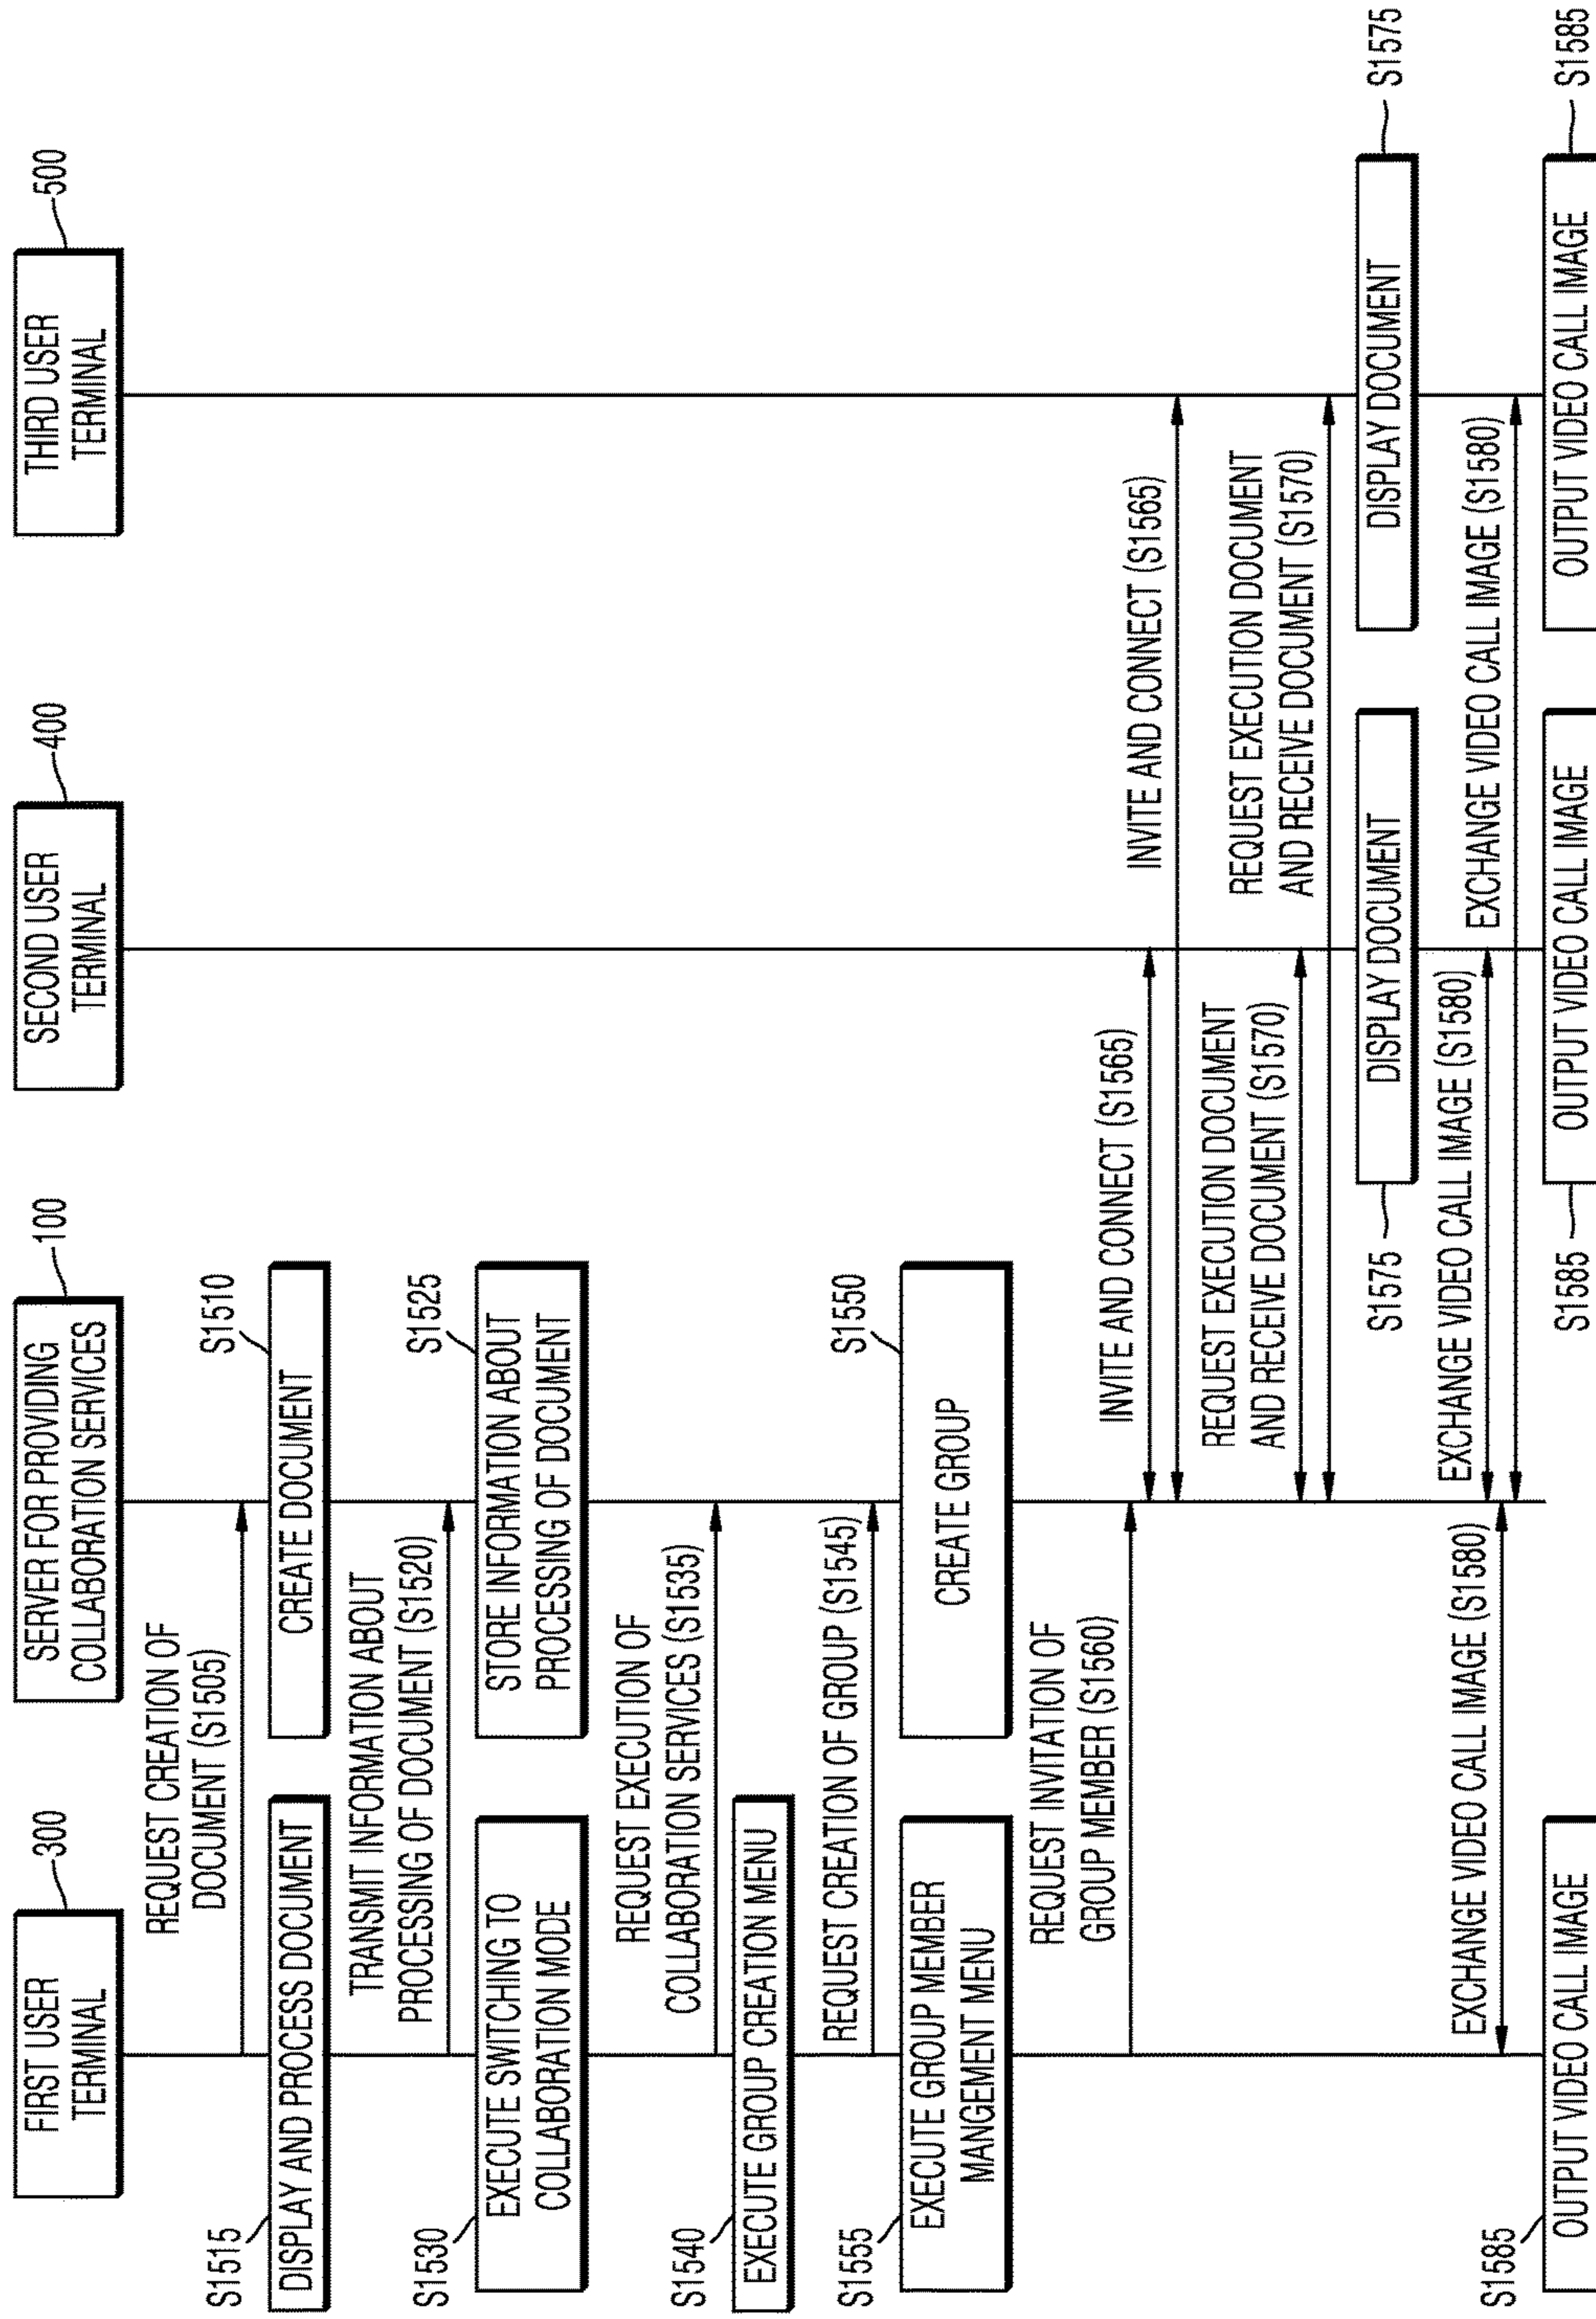 FIRST USER
TERMINAL
300
SERVER FOR PROVIDING
COLLABORATION SERVICES
100
SECOND USER
TERMINAL
400
THIRD USER
TERMINAL
500
REQUEST CREATION OF
DOCUMENT (S1505)
S1515
DISPLAY AND PROCESS DOCUMENT
CREATE DOCUMENT
S1510
TRANSMIT INFORMATION ABOUT
PROCESSING OF DOCUMENT (S1520)
S1530
EXECUTE SWITCHING TO
COLLABORATION MODE
STORE INFORMATION ABOUT
PROCESSING OF DOCUMENT
S1525
REQUEST EXECUTION OF
COLLABORATION SERVICES (S1535)
S1540
EXECUTE GROUP CREATION MENU
REQUEST CREATION OF GROUP (S1545)
S1555
EXECUTE GROUP MEMBER
MANGEMENT MENU
CREATE GROUP
S1550
REQUEST INVITATION OF
GROUP MEMBER (S1560)
INVITE AND CONNECT (S1565)
INVITE AND CONNECT (S1565)
REQUEST EXECUTION DOCUMENT
AND RECEIVE DOCUMENT (S1570)
REQUEST EXECUTION DOCUMENT
AND RECEIVE DOCUMENT (S1570)
S1575
DISPLAY DOCUMENT
DISPLAY DOCUMENT
S1575
EXCHANGE VIDEO CALL IMAGE (S1580)
EXCHANGE VIDEO CALL IMAGE (S1580)
EXCHANGE VIDEO CALL IMAGE (S1580)
S1585
OUTPUT VIDEO CALL IMAGE
S1585
OUTPUT VIDEO CALL IMAGE
OUTPUT VIDEO CALL IMAGE
S1585